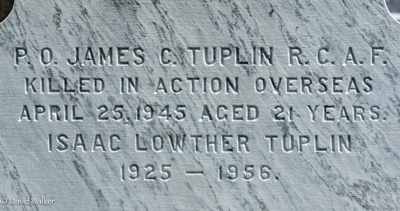 P. O. JAMES C. TUPLIN R. C. A. F.
KILLED IN ACTION OVERSEAS
APRIL 25, 1945 AGED 21 YEARS.
ISAAC LOWTHER TUPLIN
1925 — 1956.
© David Walker